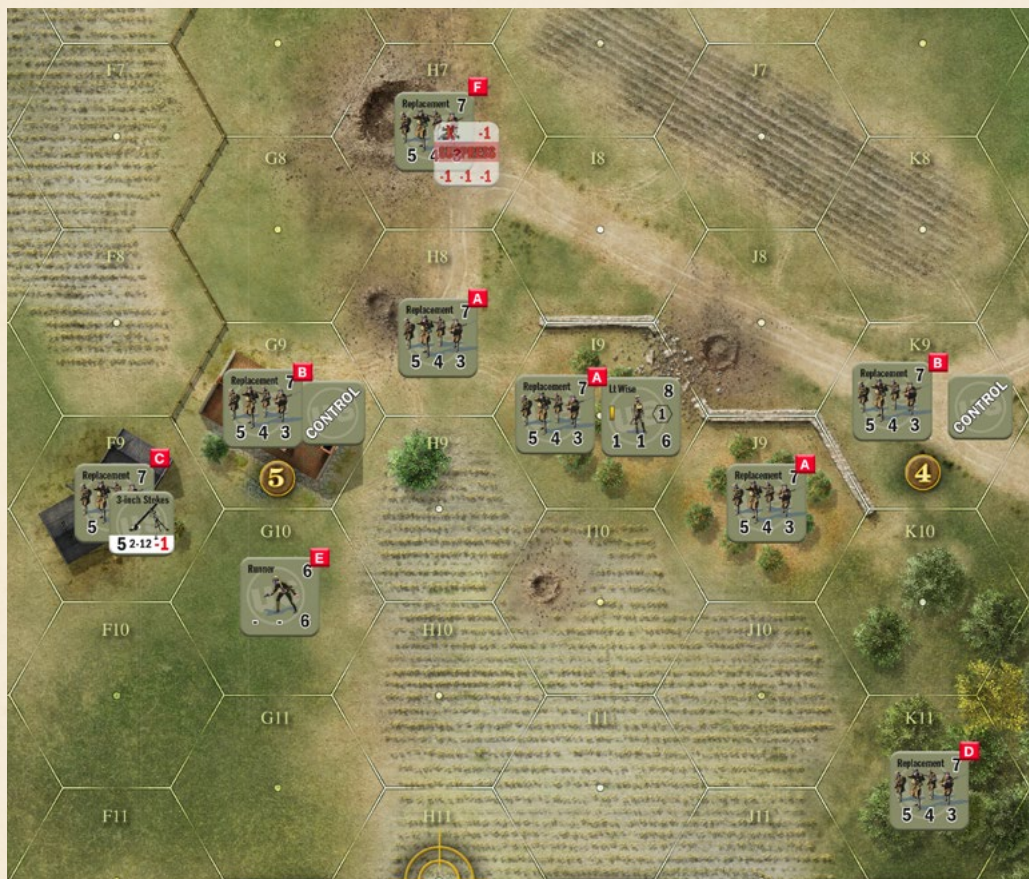 F7
H7
J7
F
Replacement 7
-1
5 4 3
SUPPRESS
-1 -1 -1
G8
I8
K8
F8
H8
J8
A
Replacement 7
5 4 3
G9
I9
K9
B
Replacement 7
5 4 3
CONTROL
A
Replacement 7
5 4 3
Lt Wise 8
1
1 1 6
B
Replacement 7
5 4 3
CONTROL
F9
H9
J9
C
Replacement 7
5
3-inch Stokes
5 2-12 -1
5
A
Replacement 7
5 4 3
4
G10
I10
K10
E
Runner 6
- - 6
F10
H10
J10
G11
I11
K11
D
Replacement 7
5 4 3
F11
H11
J11